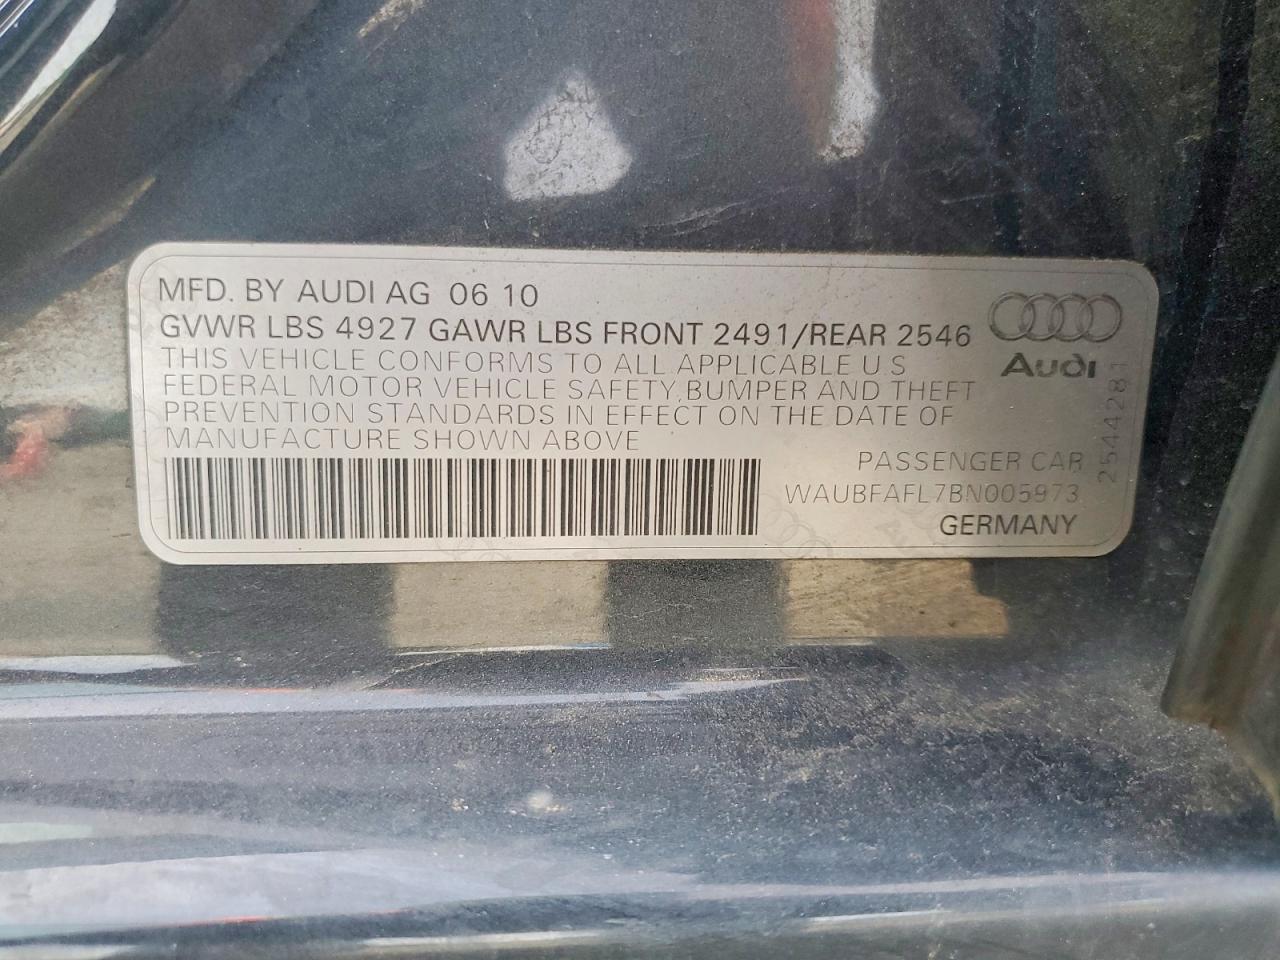 MFD. BY AUDI AG 06 10
GVWR LBS 4927 GAWR LBS FRONT 2491/REAR 2546
THIS VEHICLE CONFORMS TO ALL APPLICABLE U.S
FEDERAL MOTOR VEHICLE SAFETY, BUMPER AND THEFT
PREVENTION STANDARDS IN EFFECT ON THE DATE OF
MANUFACTURE SHOWN ABOVE
Audi
2544281
PASSENGER CAR
WAUBFAFL7BN005973
GERMANY